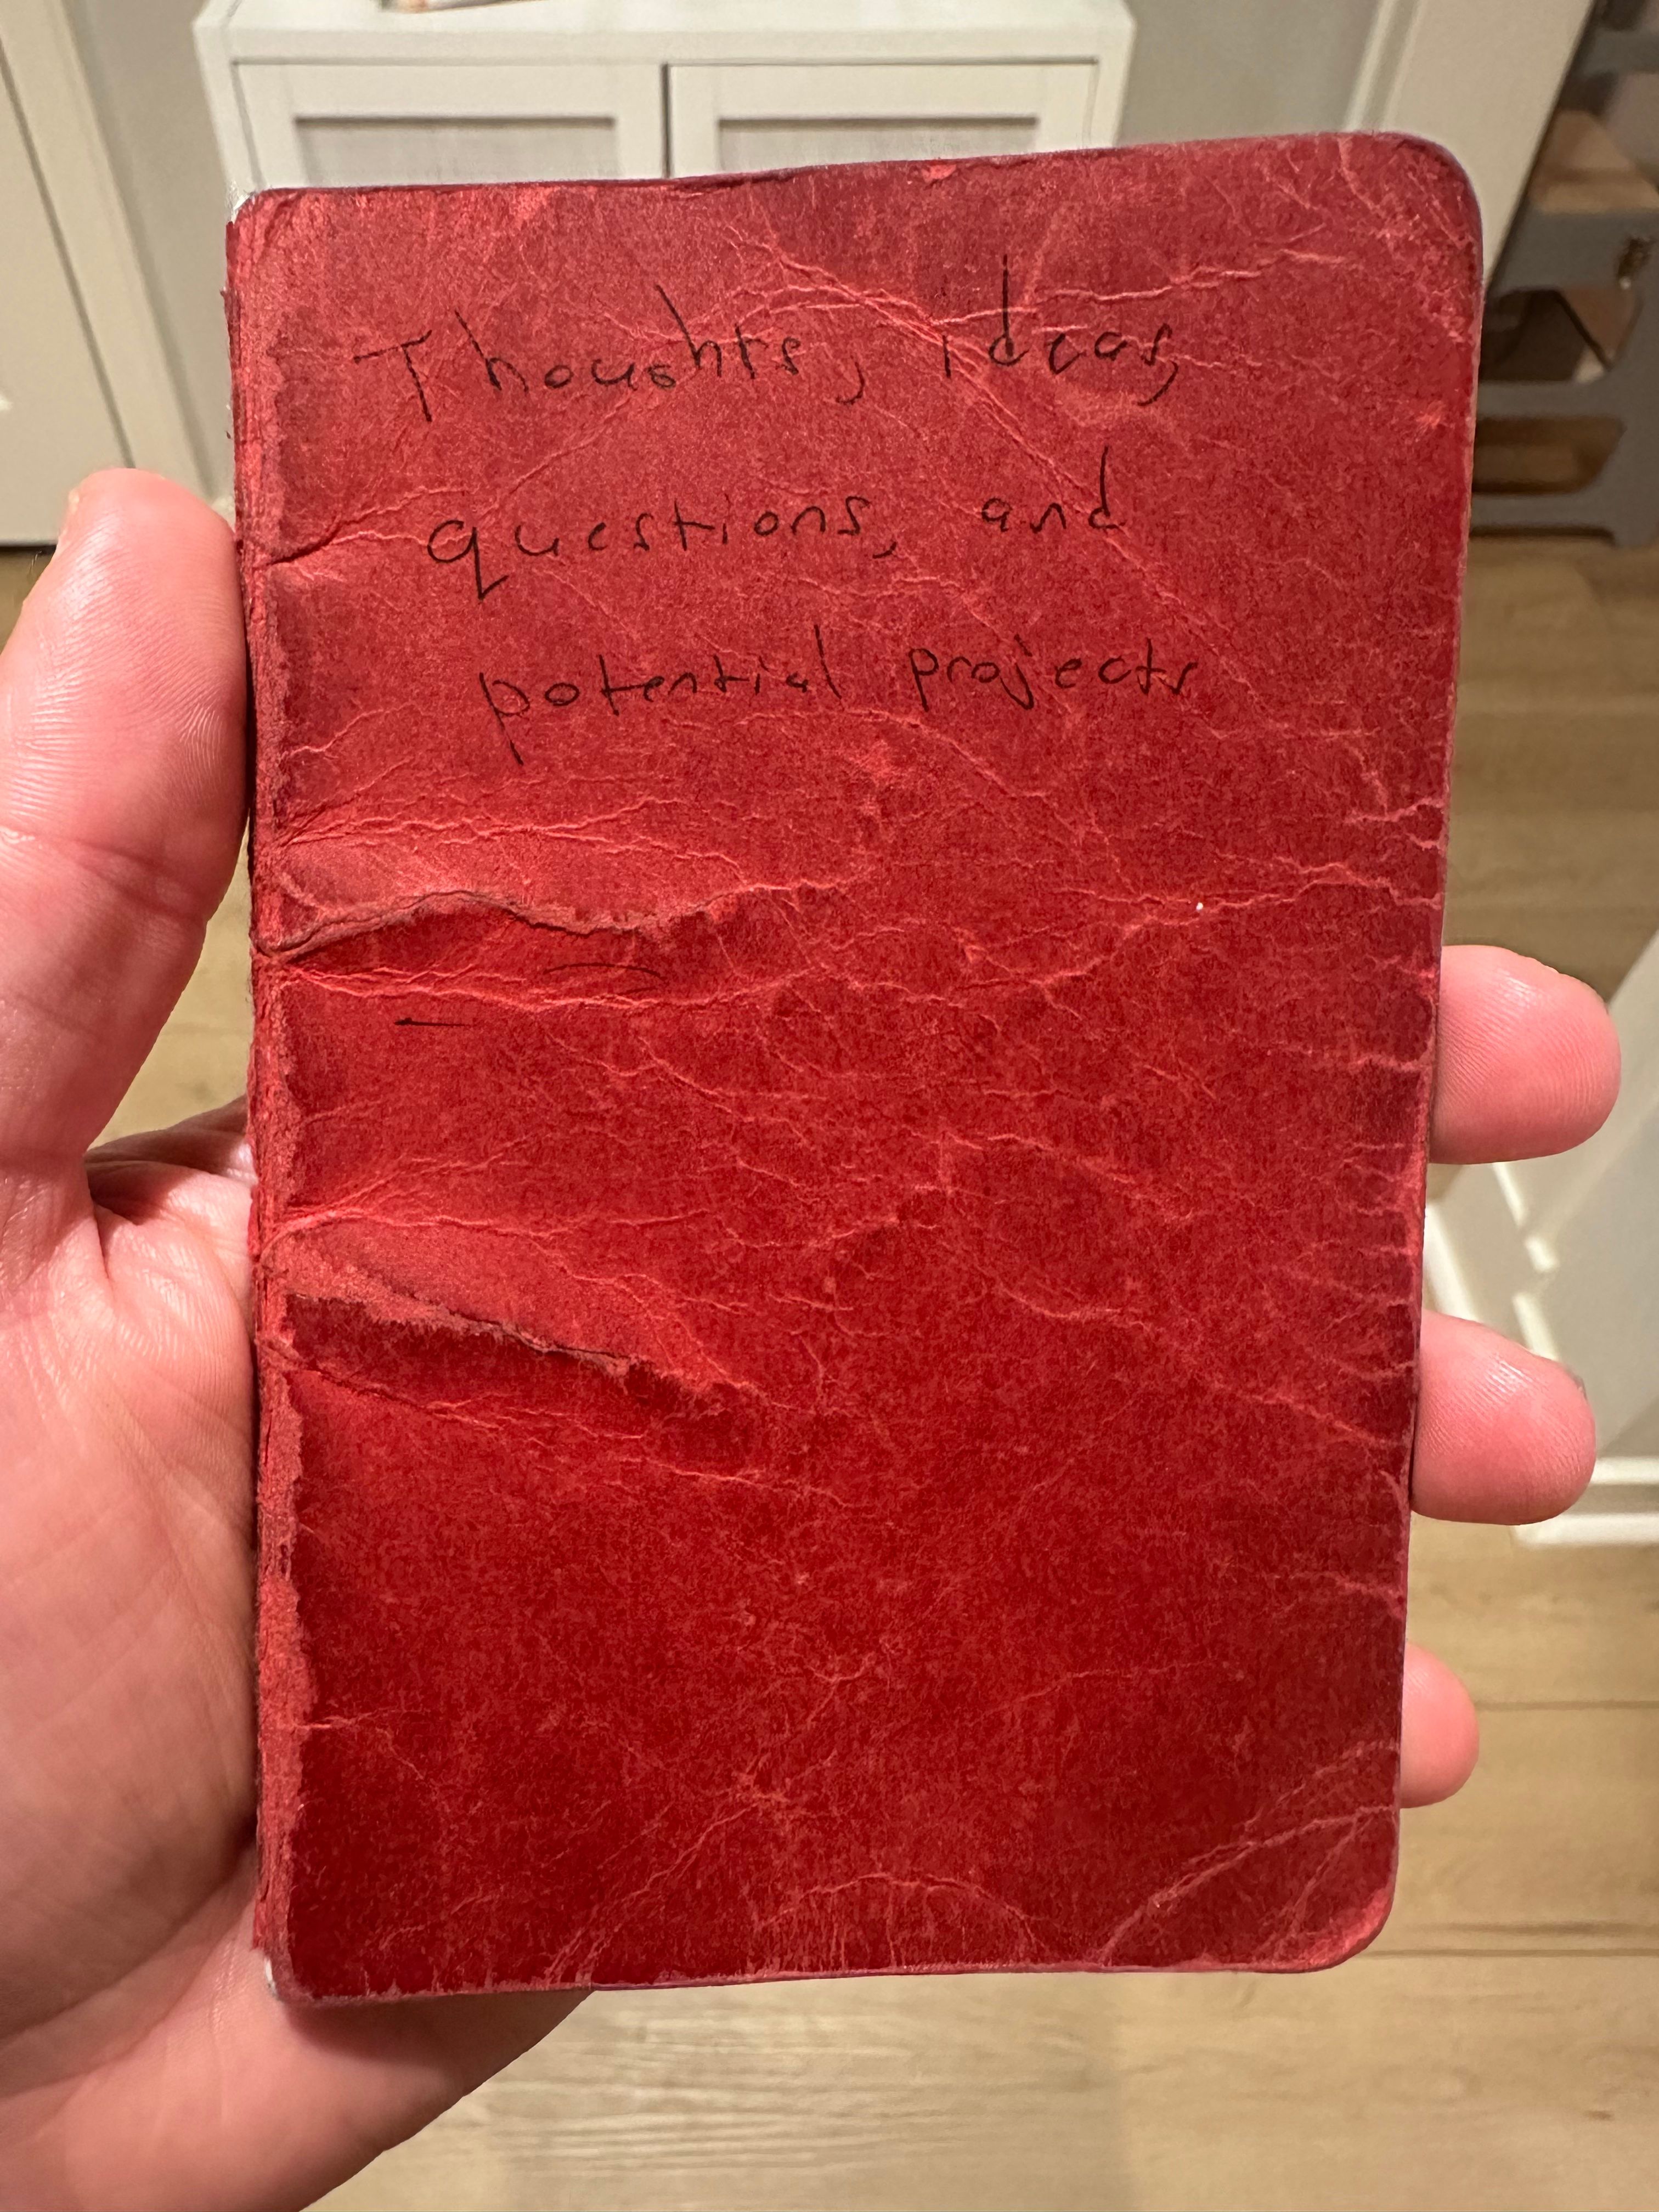 Thoughts, ideas,
questions, and
potential projects